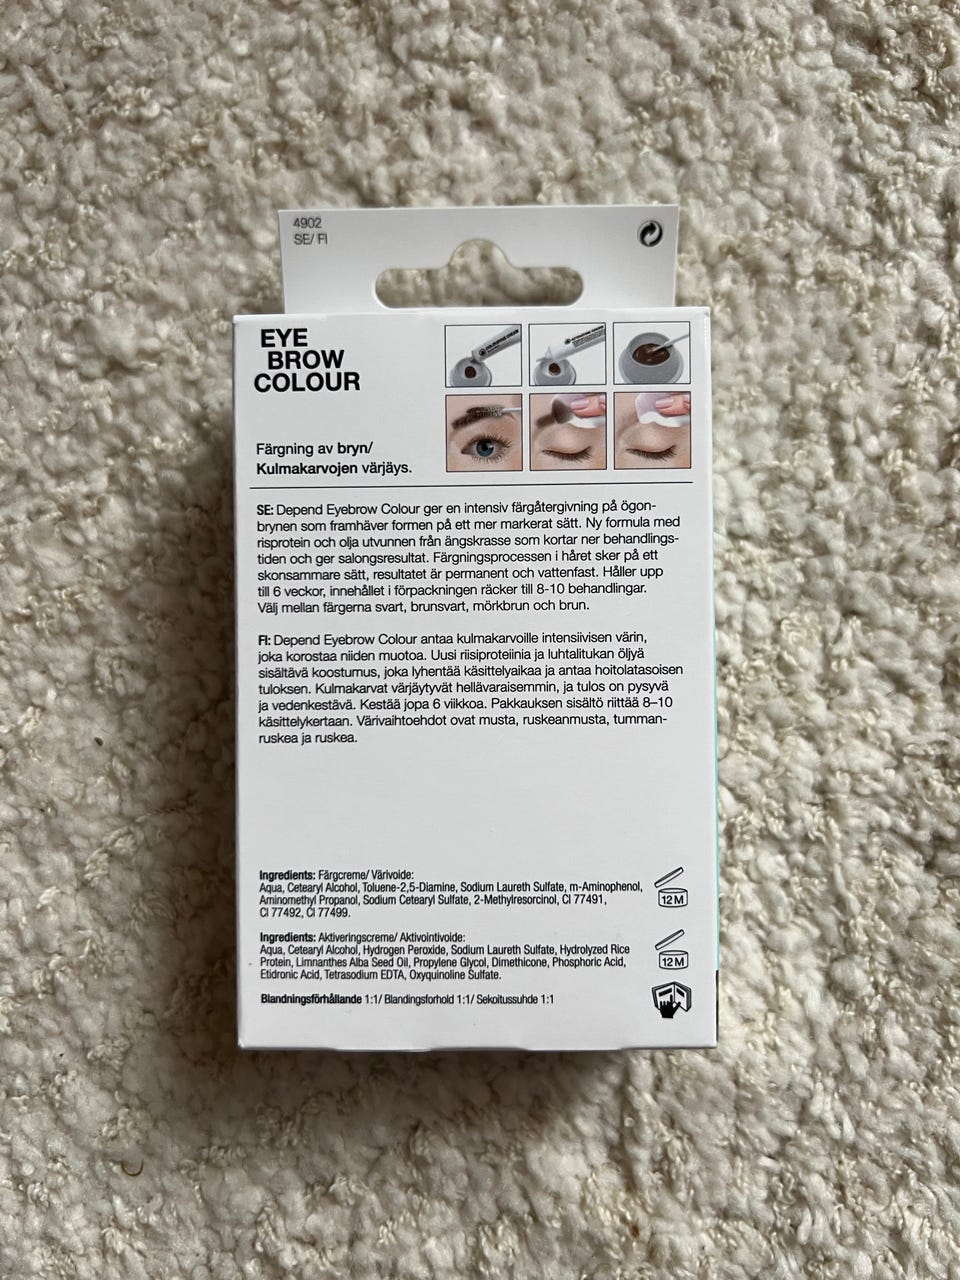 4902
SE/ FI
EYE
BROW
COLOUR
Färgning av bryn/
Kulmakarvojen värjäys.
SE: Depend Eyebrow Colour ger en intensiv färgåtergivning på ögon-
brynen som framhäver formen på ett mer markerat sätt. Ny formula med
risprotein och olja utvunnen från ängskrasse som kortar ner behandlings-
tiden och ger salongsresultat. Färgningsprocessen i håret sker på ett
skonsammare sätt, resultatet är permanent och vattenfast. Håller upp
till 6 veckor, innehållet i förpackningen räcker till 8-10 behandlingar.
Välj mellan färgerna svart, brunsvart, mörkbrun och brun.
FI: Depend Eyebrow Colour antaa kulmakarvoille intensiivisen värin,
joka korostaa niiden muotoa. Uusi riisiproteiinia ja luhtalitukan öljyä
sisältävä koostumus, joka lyhentää käsittelyaikaa ja antaa hoitolatasoisen
tuloksen. Kulmakarvat värjäytyvät hellävaraisemmin, ja tulos on pysyvä
ja vedenkestävä. Kestää jopa 6 viikkoa. Pakkauksen sisältö riittää 8–10
käsittelykertaan. Värivaihtoehdot ovat musta, ruskeanmusta, tumman-
ruskea ja ruskea.
Ingredients: Färgcreme/ Värivoide:
Aqua, Cetearyl Alcohol, Toluene-2,5-Diamine, Sodium Laureth Sulfate, m-Aminophenol,
Aminomethyl Propanol, Sodium Cetearyl Sulfate, 2-Methylresorcinol, CI 77491,
CI 77492, CI 77499.
12 M
Ingredients: Aktiveringscreme/ Aktivointivoide:
Aqua, Cetearyl Alcohol, Hydrogen Peroxide, Sodium Laureth Sulfate, Hydrolyzed Rice
Protein, Limnanthes Alba Seed Oil, Propylene Glycol, Dimethicone, Phosphoric Acid,
Etidronic Acid, Tetrasodium EDTA, Oxyquinoline Sulfate.
12 M
Blandningsförhållande 1:1/ Blandingsforhold 1:1/ Sekoitussuhde 1:1